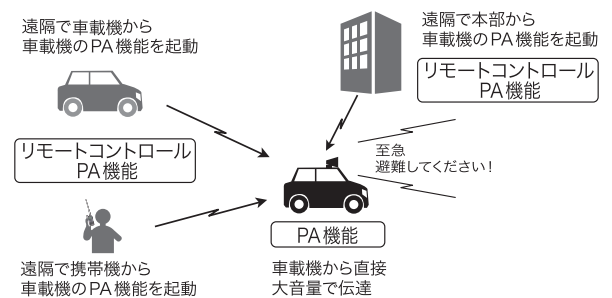 遠隔で車載機から
車載機のPA機能を起動
リモートコントロール
PA機能
遠隔で携帯機から
車載機のPA機能を起動
遠隔で本部から
車載機のPA機能を起動
リモートコントロール
PA機能
至急
避難してください!
PA機能
車載機から直接
大音量で伝達